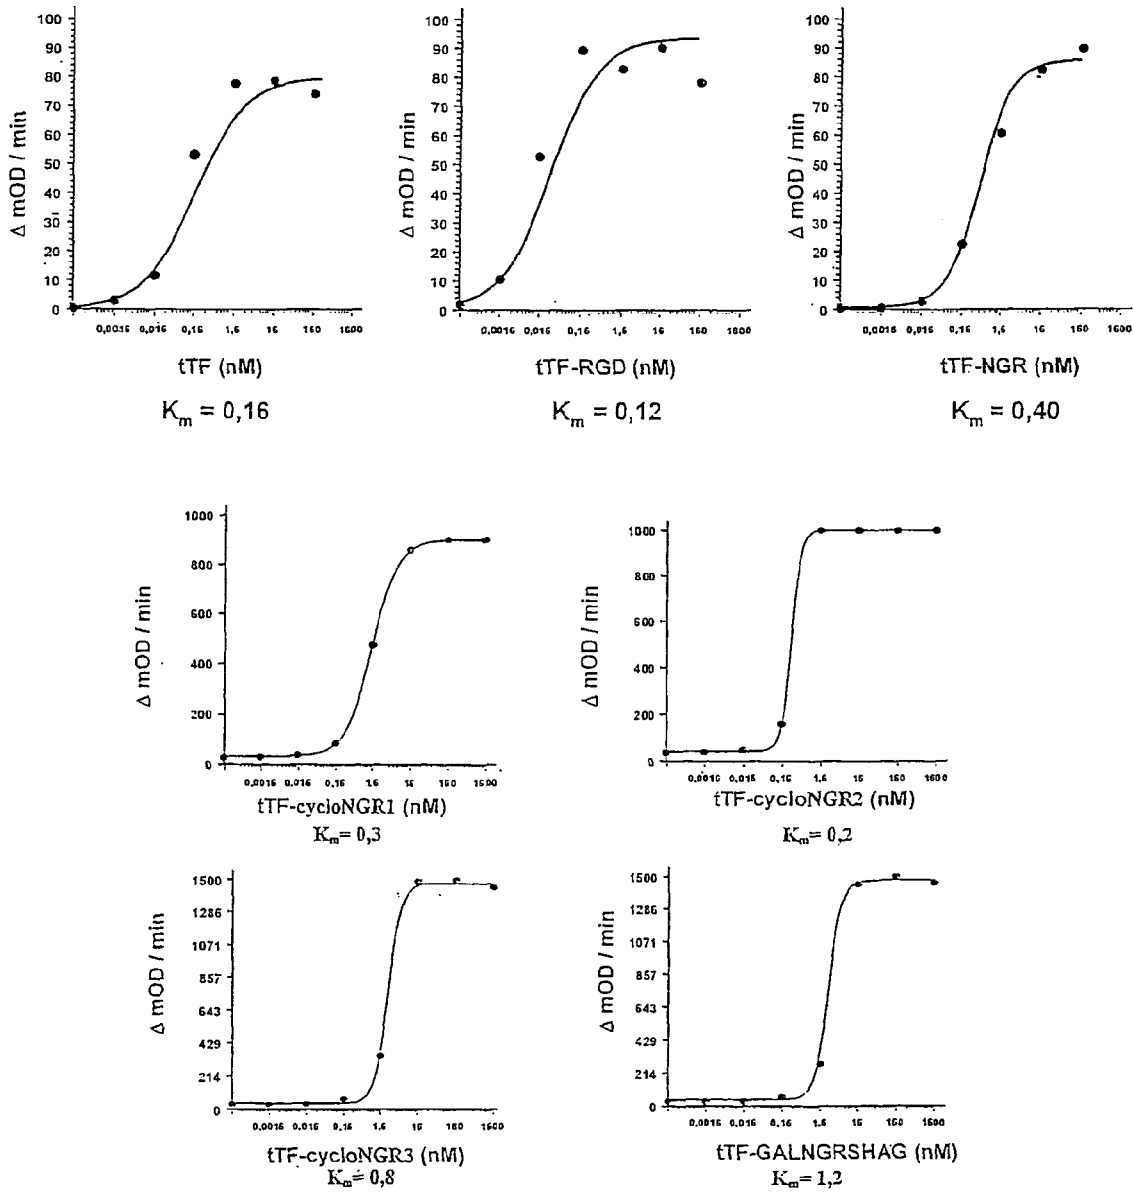 100
90
80
70
60
50
40
30
20
10
0
Δ mOD / min
0,0016 0,016 0,16 1,6 16 160 1600
tTF (nM)
Km = 0,16
100
90
80
70
60
50
40
30
20
10
0
Δ mOD / min
0,0016 0,016 0,16 1,6 16 160 1600
tTF-RGD (nM)
Km = 0,12
100
90
80
70
60
50
40
30
20
10
0
Δ mOD / min
0,0016 0,016 0,16 1,6 16 160 1600
tTF-NGR (nM)
Km = 0,40
1000
800
600
400
200
0
Δ mOD / min
0,0016 0,016 0,16 1,6 16 160 1600
tTF-cycloNGR1 (nM)
Km= 0,3
1000
800
600
400
200
0
Δ mOD / min
0,0016 0,016 0,16 1,6 16 160 1600
tTF-cycloNGR2 (nM)
Km= 0,2
1500
1286
1071
857
643
429
214
0
Δ mOD / min
0,0016 0,016 0,16 1,6 16 160 1600
tTF-cycloNGR3 (nM)
Km= 0,8
1500
1286
1071
857
643
429
214
0
Δ mOD / min
0,0016 0,016 0,16 1,6 16 160 1600
tTF-GALNGRSHAG (nM)
Km= 1,2